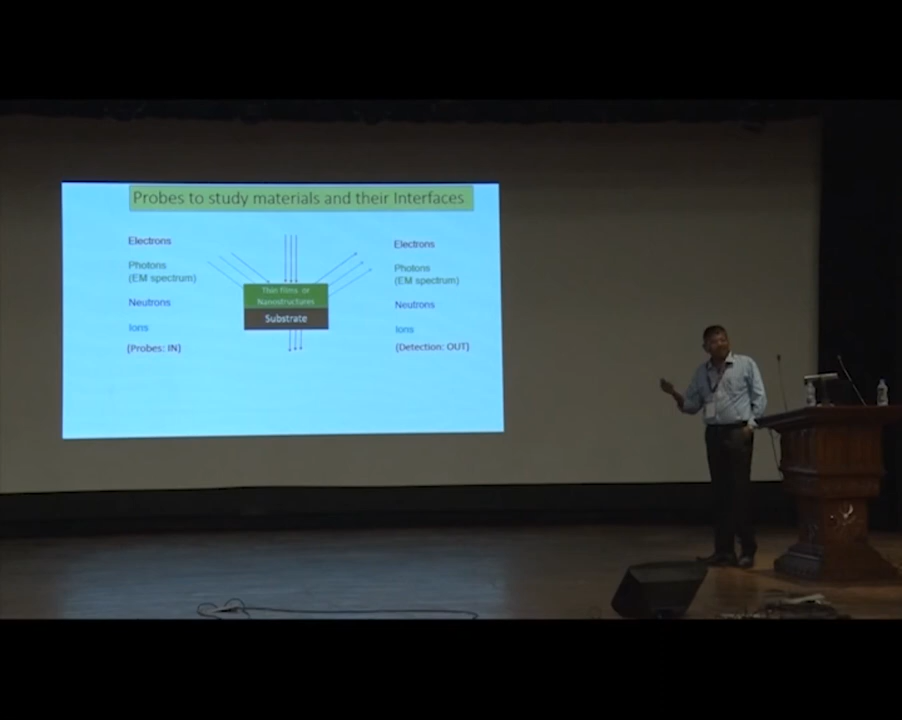 Probes to study materials and their Interfaces
Electrons
Photons
(EM spectrum)
Neutrons
Ions
(Probes: IN)
Thin films or
Nanostructures
Substrate
Electrons
Photons
(EM spectrum)
Neutrons
Ions
(Detection: OUT)